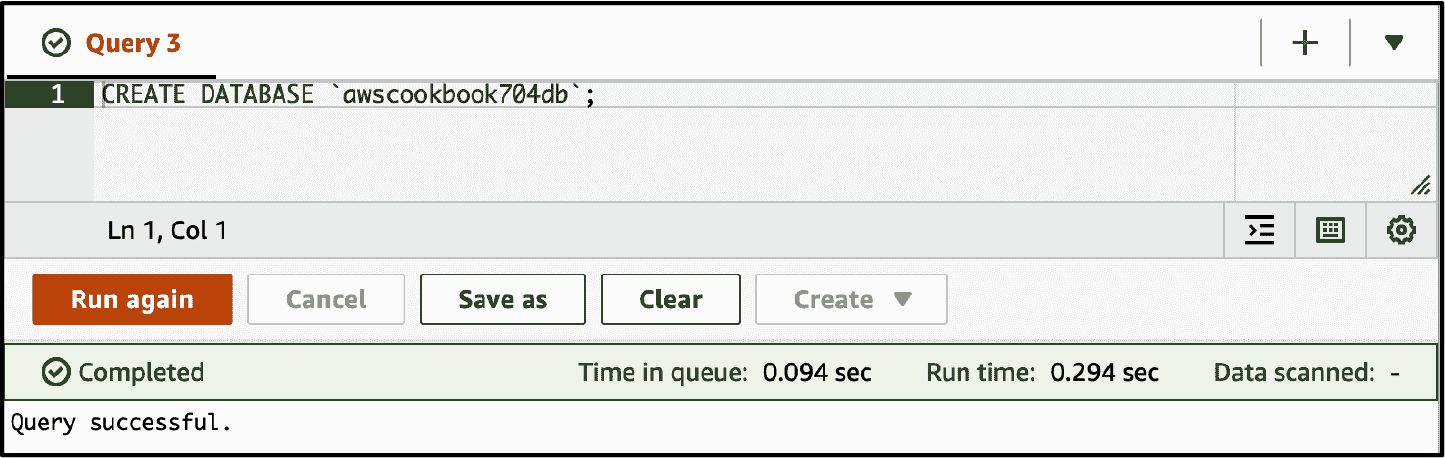 Query 3
1 CREATE DATABASE `awscookbook704db`;
Ln 1, Col 1
Run again Cancel Save as Clear Create
Completed Time in queue: 0.094 sec Run time: 0.294 sec Data scanned: -
Query successful.